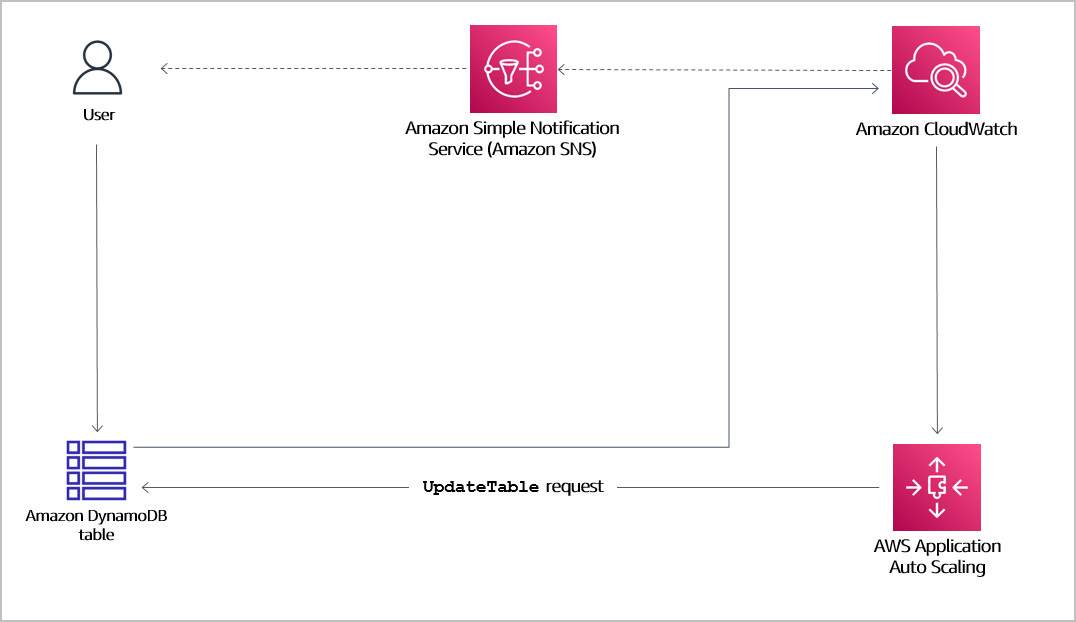 User
Amazon Simple Notification
Service (Amazon SNS)
Amazon CloudWatch
UpdateTable request
Amazon DynamoDB
table
AWS Application
Auto Scaling